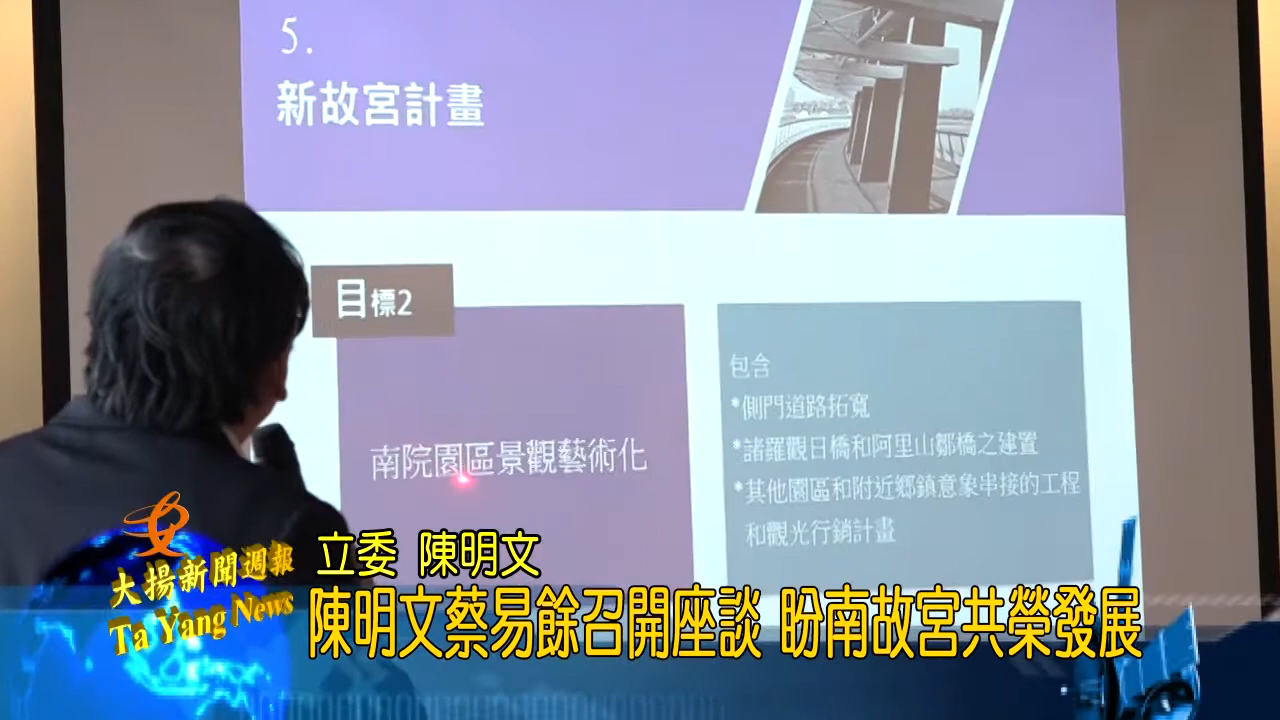 5.
新故宮計畫
目標2
南院園區景觀藝術化
包含
*側門道路拓寬
*諸羅觀日橋和阿里山鄒橋之建置
*其他園區和附近鄉鎮意象串接的工程
和觀光行銷計畫
大揚新聞週報
Ta Yang News
立委 陳明文
陳明文蔡易餘召開座談 盼南故宮共榮發展